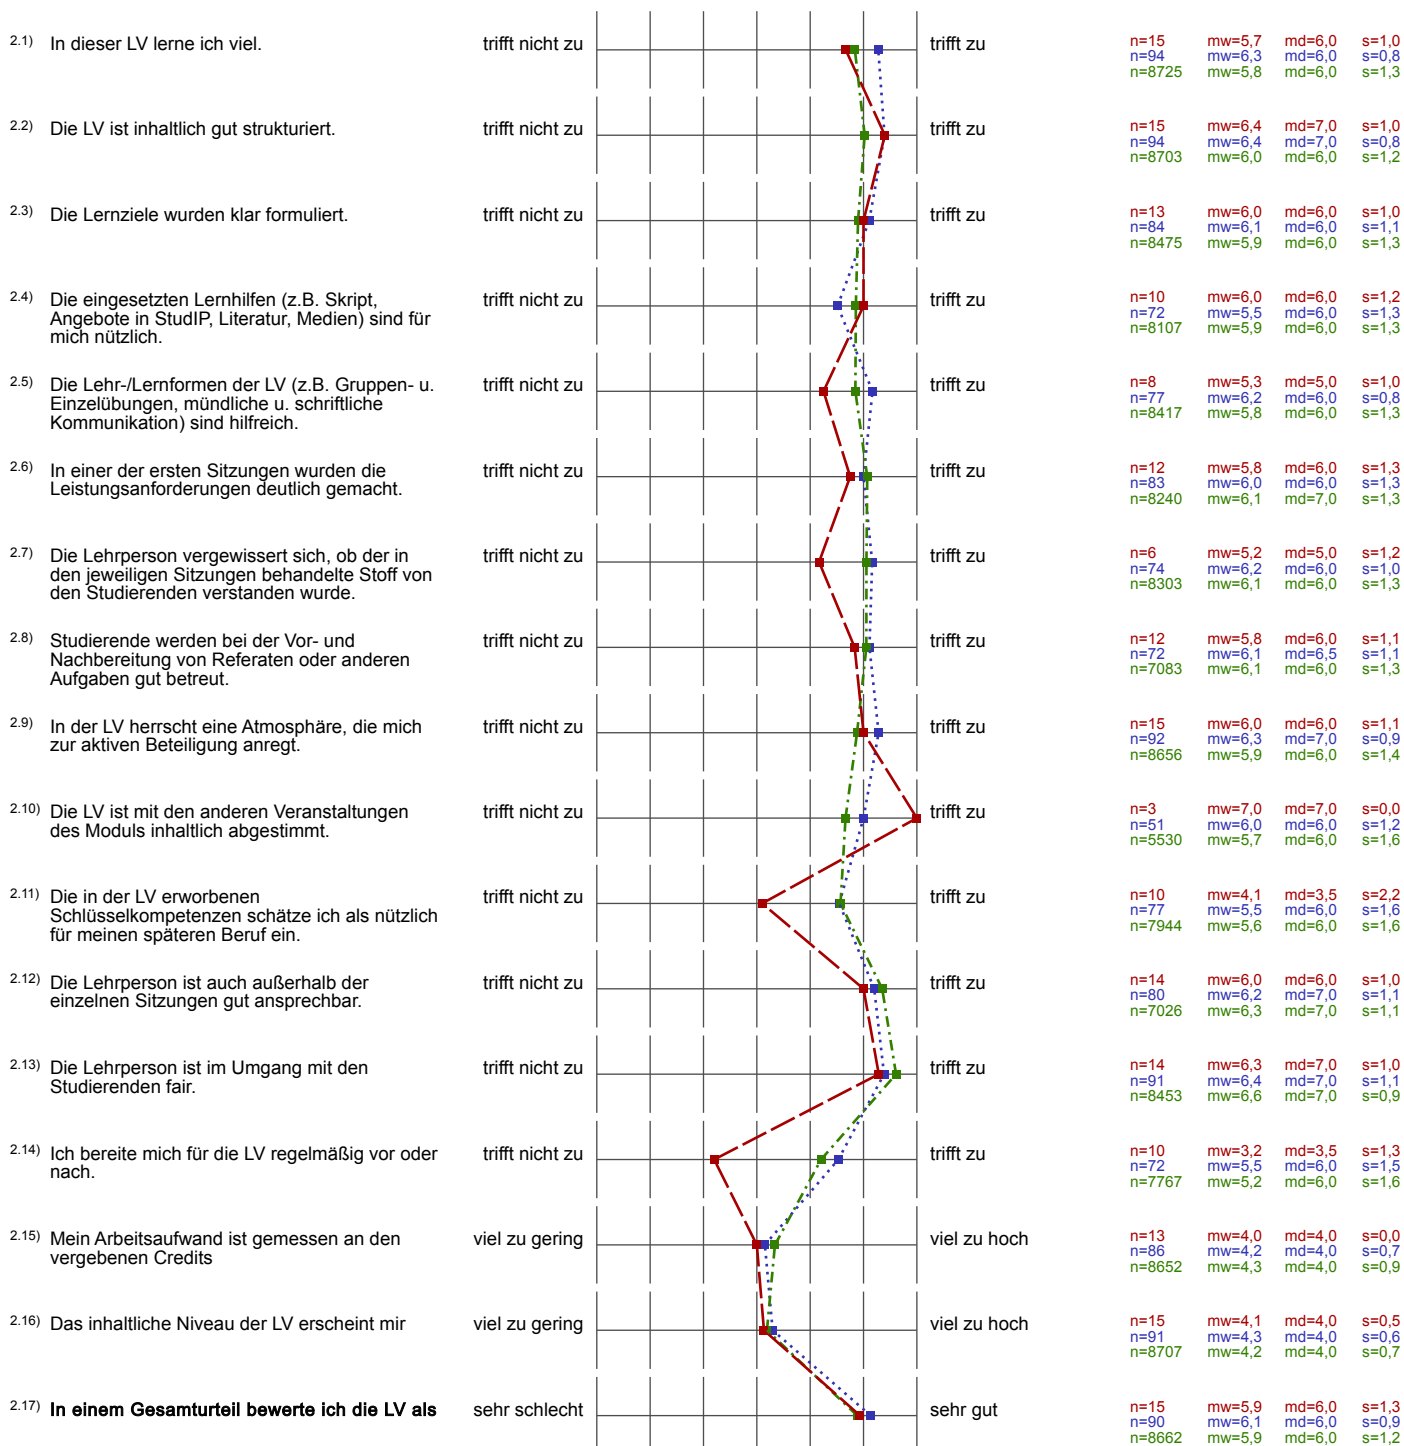 2.1) In dieser LV lerne ich viel. trifft nicht zu trifft zu n=15 mw=5,7 md=6,0 s=1,0
n=94 mw=6,3 md=6,0 s=0,8
n=8725 mw=5,8 md=6,0 s=1,3
2.2) Die LV ist inhaltlich gut strukturiert. trifft nicht zu trifft zu n=15 mw=6,4 md=7,0 s=1,0
n=94 mw=6,4 md=7,0 s=0,8
n=8703 mw=6,0 md=6,0 s=1,2
2.3) Die Lernziele wurden klar formuliert. trifft nicht zu trifft zu n=13 mw=6,0 md=6,0 s=1,0
n=84 mw=6,1 md=6,0 s=1,1
n=8475 mw=5,9 md=6,0 s=1,3
2.4) Die eingesetzten Lernhilfen (z.B. Skript, trifft nicht zu trifft zu n=10 mw=6,0 md=6,0 s=1,2
Angebote in StudIP, Literatur, Medien) sind für n=72 mw=5,5 md=6,0 s=1,3
mich nützlich. n=8107 mw=5,9 md=6,0 s=1,3
2.5) Die Lehr-/Lernformen der LV (z.B. Gruppen- u. trifft nicht zu trifft zu n=8 mw=5,3 md=5,0 s=1,0
Einzelübungen, mündliche u. schriftliche n=77 mw=6,2 md=6,0 s=0,8
Kommunikation) sind hilfreich. n=8417 mw=5,8 md=6,0 s=1,3
2.6) In einer der ersten Sitzungen wurden die trifft nicht zu trifft zu n=12 mw=5,8 md=6,0 s=1,3
Leistungsanforderungen deutlich gemacht. n=83 mw=6,0 md=6,0 s=1,3
n=8240 mw=6,1 md=7,0 s=1,3
2.7) Die Lehrperson vergewissert sich, ob der in trifft nicht zu trifft zu n=6 mw=5,2 md=5,0 s=1,2
den jeweiligen Sitzungen behandelte Stoff von n=74 mw=6,2 md=6,0 s=1,0
den Studierenden verstanden wurde. n=8303 mw=6,1 md=6,0 s=1,3
2.8) Studierende werden bei der Vor- und trifft nicht zu trifft zu n=12 mw=5,8 md=6,0 s=1,1
Nachbereitung von Referaten oder anderen n=72 mw=6,1 md=6,5 s=1,1
Aufgaben gut betreut. n=7083 mw=6,1 md=6,0 s=1,3
2.9) In der LV herrscht eine Atmosphäre, die mich trifft nicht zu trifft zu n=15 mw=6,0 md=6,0 s=1,1
zur aktiven Beteiligung anregt. n=92 mw=6,3 md=7,0 s=0,9
n=8656 mw=5,9 md=6,0 s=1,4
2.10) Die LV ist mit den anderen Veranstaltungen trifft nicht zu trifft zu n=3 mw=7,0 md=7,0 s=0,0
des Moduls inhaltlich abgestimmt. n=51 mw=6,0 md=6,0 s=1,2
n=5530 mw=5,7 md=6,0 s=1,6
2.11) Die in der LV erworbenen trifft nicht zu trifft zu n=10 mw=4,1 md=3,5 s=2,2
Schlüsselkompetenzen schätze ich als nützlich n=77 mw=5,5 md=6,0 s=1,6
für meinen späteren Beruf ein. n=7944 mw=5,6 md=6,0 s=1,6
2.12) Die Lehrperson ist auch außerhalb der trifft nicht zu trifft zu n=14 mw=6,0 md=6,0 s=1,0
einzelnen Sitzungen gut ansprechbar. n=80 mw=6,2 md=7,0 s=1,1
n=7026 mw=6,3 md=7,0 s=1,1
2.13) Die Lehrperson ist im Umgang mit den trifft nicht zu trifft zu n=14 mw=6,3 md=7,0 s=1,0
Studierenden fair. n=91 mw=6,4 md=7,0 s=1,1
n=8453 mw=6,6 md=7,0 s=0,9
2.14) Ich bereite mich für die LV regelmäßig vor oder trifft nicht zu trifft zu n=10 mw=3,2 md=3,5 s=1,3
nach. n=72 mw=5,5 md=6,0 s=1,5
n=7767 mw=5,2 md=6,0 s=1,6
2.15) Mein Arbeitsaufwand ist gemessen an den viel zu gering viel zu hoch n=13 mw=4,0 md=4,0 s=0,0
vergebenen Credits n=86 mw=4,2 md=4,0 s=0,7
n=8652 mw=4,3 md=4,0 s=0,9
2.16) Das inhaltliche Niveau der LV erscheint mir viel zu gering viel zu hoch n=15 mw=4,1 md=4,0 s=0,5
n=91 mw=4,3 md=4,0 s=0,6
n=8707 mw=4,2 md=4,0 s=0,7
2.17) In einem Gesamturteil bewerte ich die LV als sehr schlecht sehr gut n=15 mw=5,9 md=6,0 s=1,3
n=90 mw=6,1 md=6,0 s=0,9
n=8662 mw=5,9 md=6,0 s=1,2